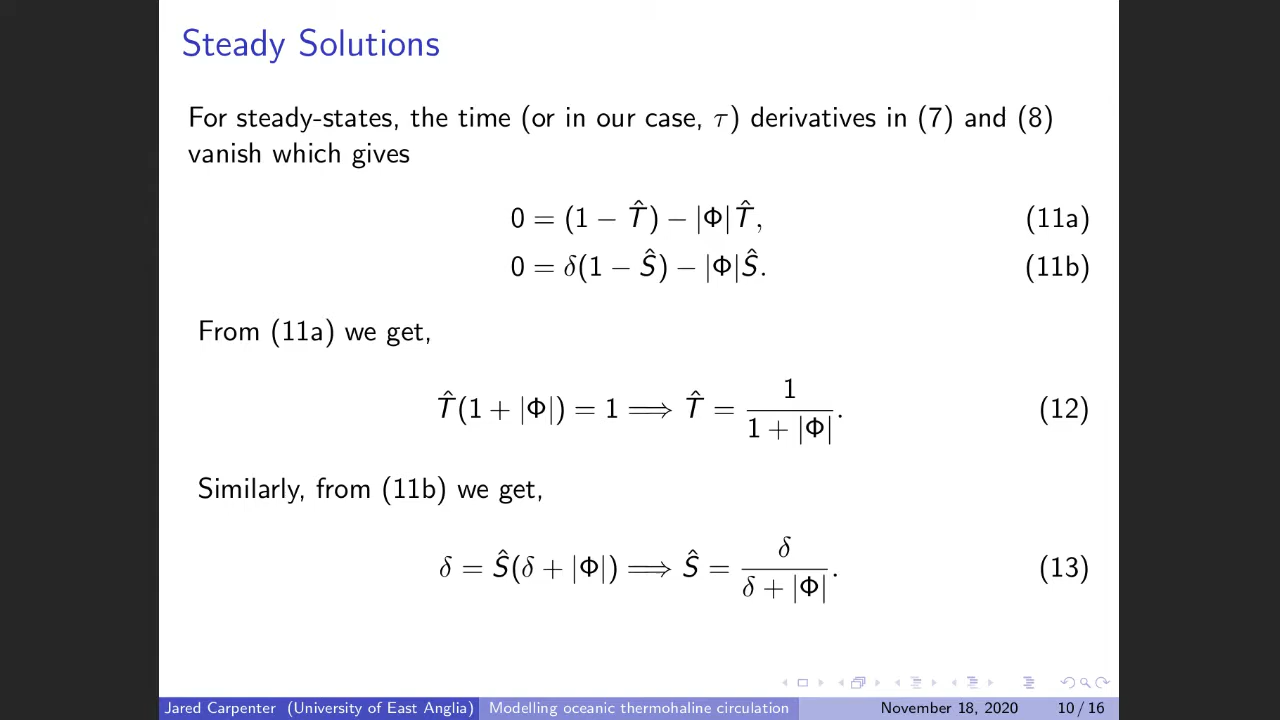 Steady Solutions
For steady-states, the time (or in our case, τ) derivatives in (7) and (8)
vanish which gives
0 = (1 − T̂) − |Φ|T̂, (11a)
0 = δ(1 − Ŝ) − |Φ|Ŝ. (11b)
From (11a) we get,
T̂(1 + |Φ|) = 1 ⟹ T̂ = 1 / (1 + |Φ|). (12)
Similarly, from (11b) we get,
δ = Ŝ(δ + |Φ|) ⟹ Ŝ = δ / (δ + |Φ|). (13)
Jared Carpenter (University of East Anglia) Modelling oceanic thermohaline circulation November 18, 2020 10 / 16